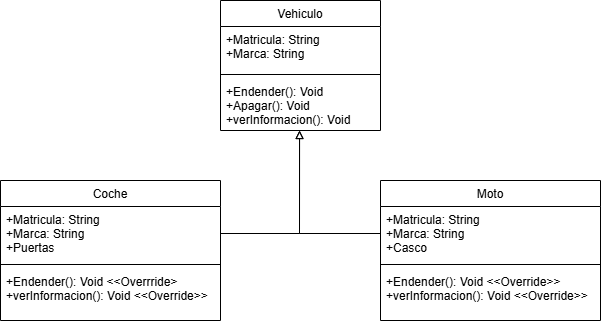 Vehiculo
+Matricula: String
+Marca: String
+Endender(): Void
+Apagar(): Void
+verInformacion(): Void
Coche
+Matricula: String
+Marca: String
+Puertas
+Endender(): Void <<Overrride>
+verInformacion(): Void <<Override>>
Moto
+Matricula: String
+Marca: String
+Casco
+Endender(): Void <<Override>>
+verInformacion(): Void <<Override>>